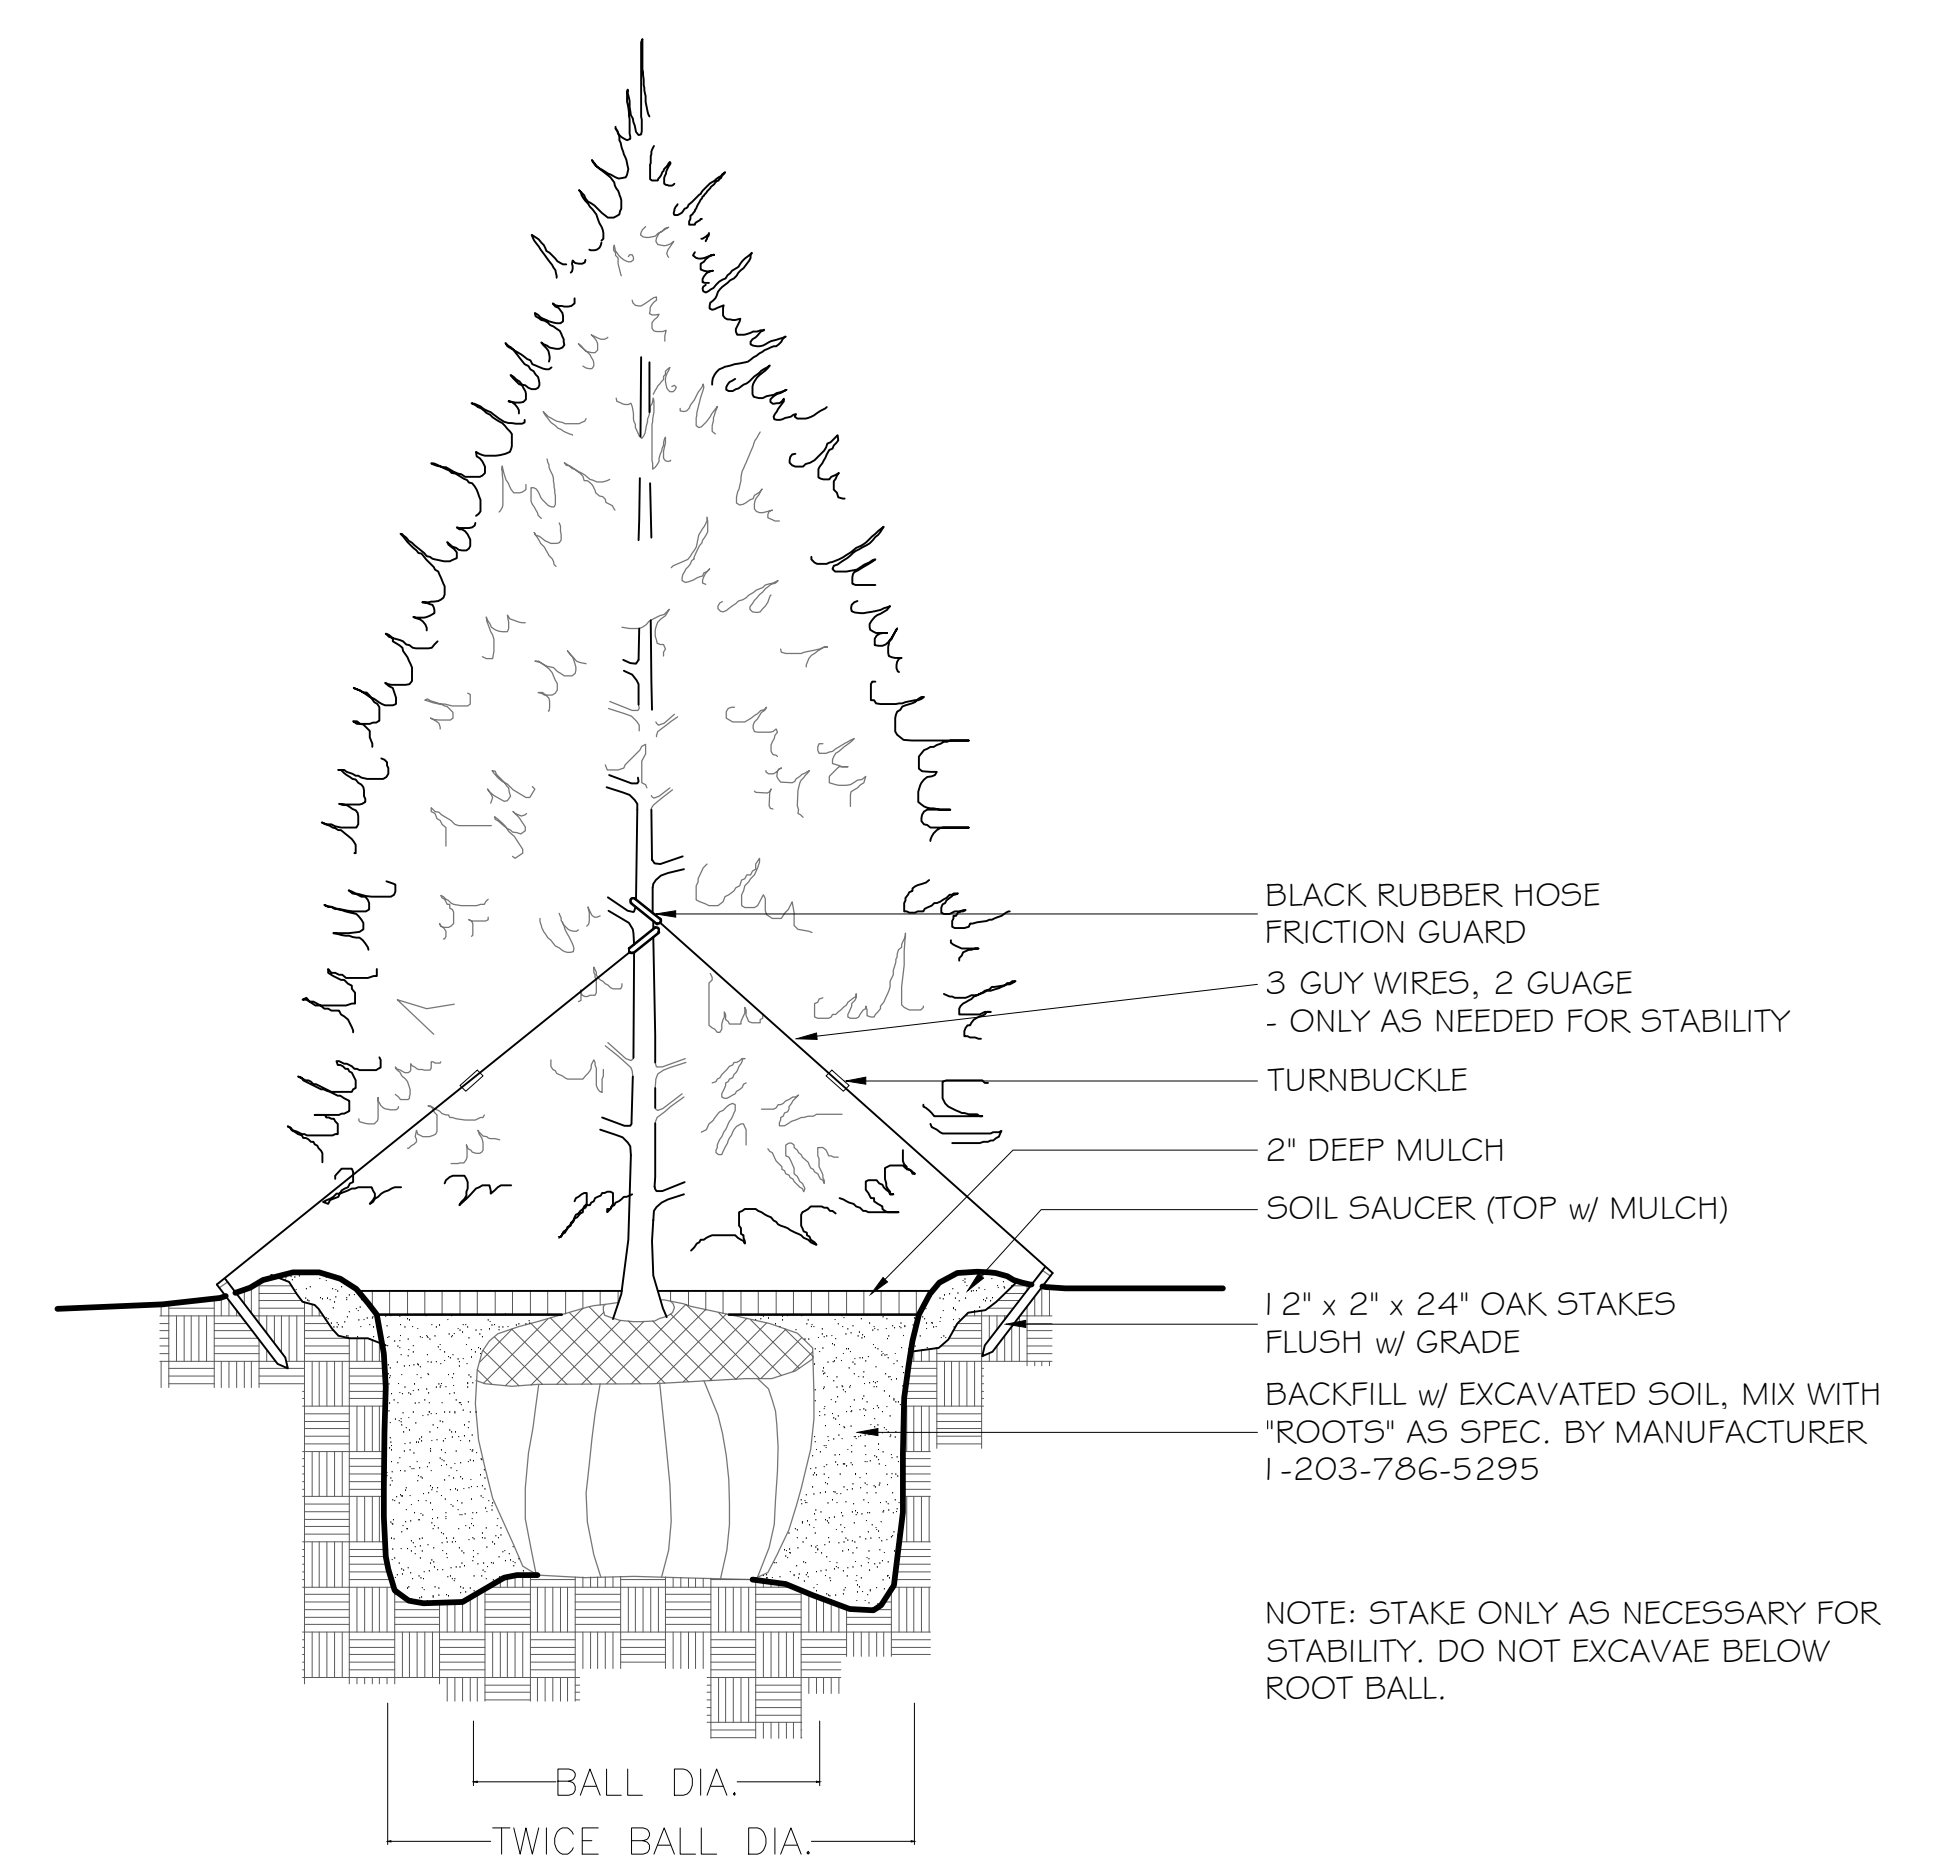 BLACK RUBBER HOSE
FRICTION GUARD
3 GUY WIRES, 2 GUAGE
- ONLY AS NEEDED FOR STABILITY
TURNBUCKLE
2" DEEP MULCH
SOIL SAUCER (TOP w/ MULCH)
12" x 2" x 24" OAK STAKES
FLUSH w/ GRADE
BACKFILL w/ EXCAVATED SOIL, MIX WITH
"ROOTS" AS SPEC. BY MANUFACTURER
1-203-786-5295
NOTE: STAKE ONLY AS NECESSARY FOR
STABILITY. DO NOT EXCAVAE BELOW
ROOT BALL.
BALL DIA.
TWICE BALL DIA.